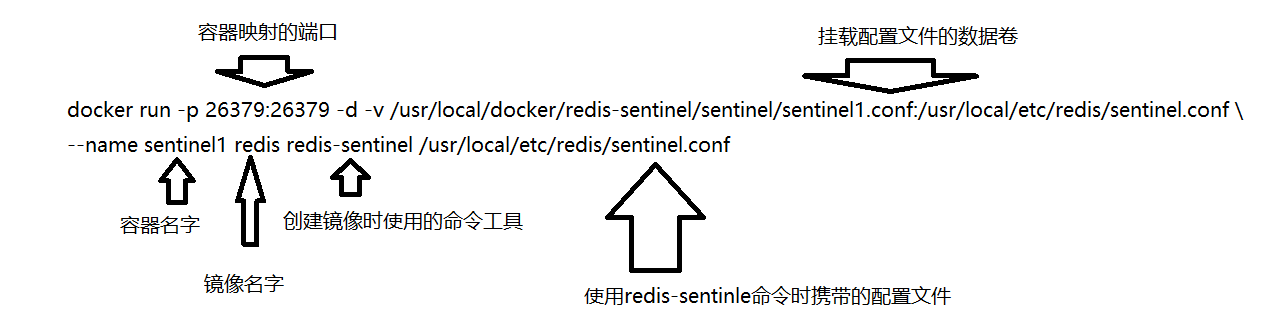 容器映射的端口
挂载配置文件的数据卷
docker run -p 26379:26379 -d -v /usr/local/docker/redis-sentinel/sentinel/sentinel1.conf:/usr/local/etc/redis/sentinel.conf \
--name sentinel1 redis redis-sentinel /usr/local/etc/redis/sentinel.conf
容器名字
创建镜像时使用的命令工具
镜像名字
使用redis-sentinle命令时携带的配置文件